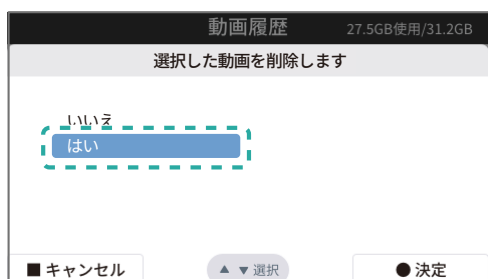 動画履歴 27.5GB使用/31.2GB
選択した動画を削除します
いいえ
はい
■ キャンセル ▲ ▼ 選択 ● 決定